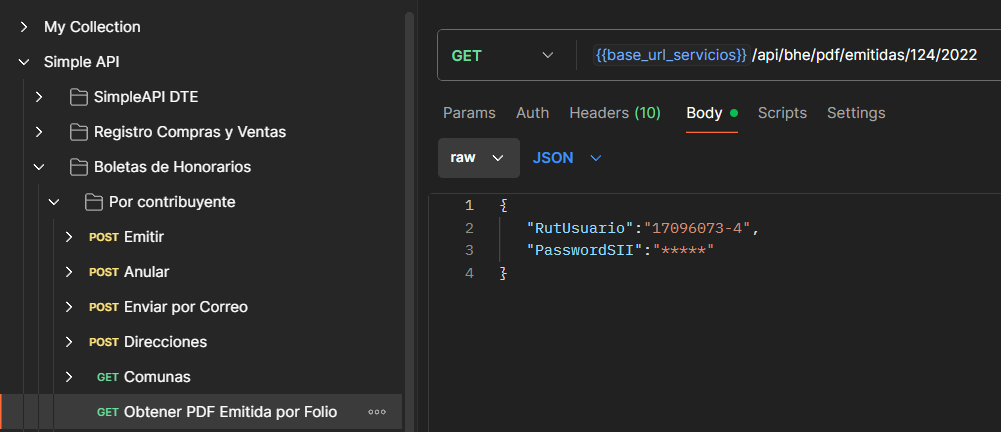 My Collection
Simple API
SimpleAPI DTE
Registro Compras y Ventas
Boletas de Honorarios
Por contribuyente
POST Emitir
POST Anular
POST Enviar por Correo
POST Direcciones
GET Comunas
GET Obtener PDF Emitida por Folio
GET {{base_url_servicios}} /api/bhe/pdf/emitidas/124/2022
Params Auth Headers (10) Body Scripts Settings
raw JSON
1 {
2 "RutUsuario":"17096073-4",
3 "PasswordSII":"*****"
4 }